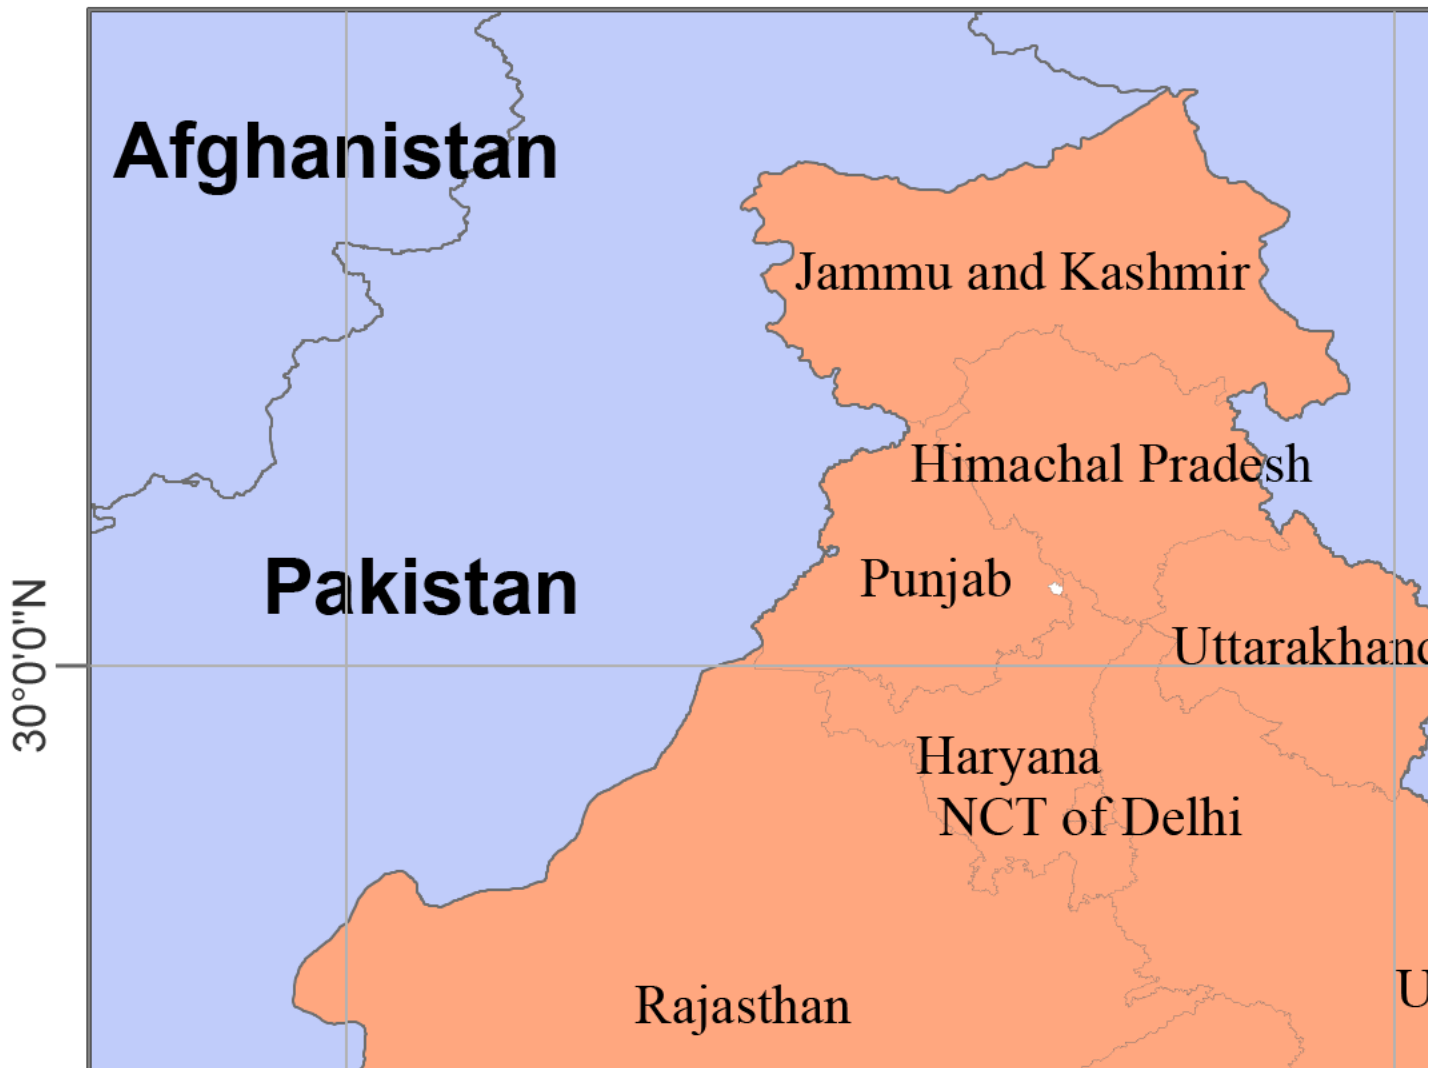 Afghanistan
Jammu and Kashmir
Himachal Pradesh
Pakistan
Punjab
30°0'0"N
Uttarakhand
Haryana
NCT of Delhi
Rajasthan
U